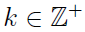 k ∈ ℤ⁺